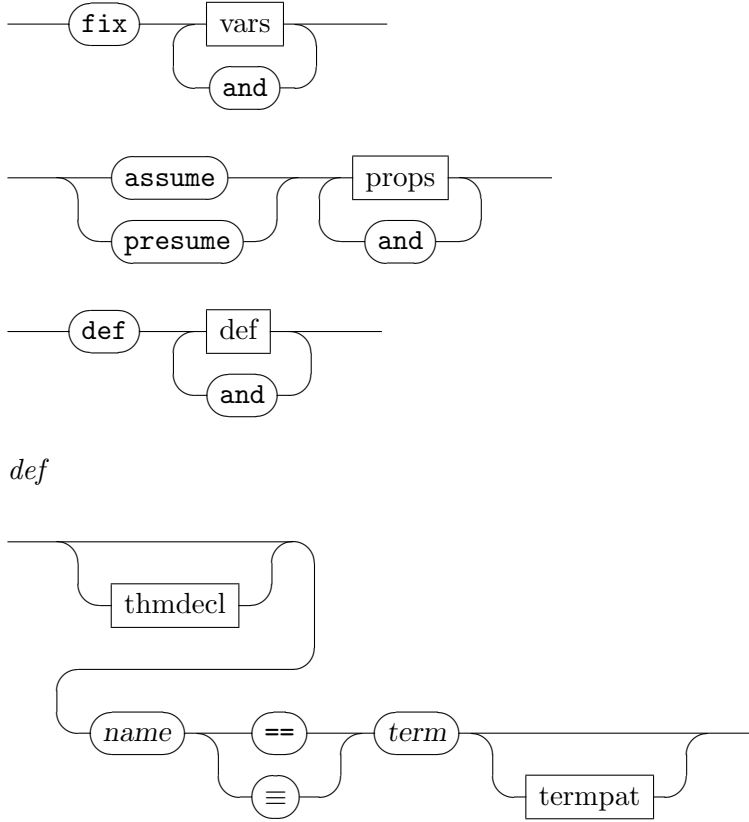 fix vars
and
assume props
presume and
def def
and
def
thmdecl
name == term
≡ termpat